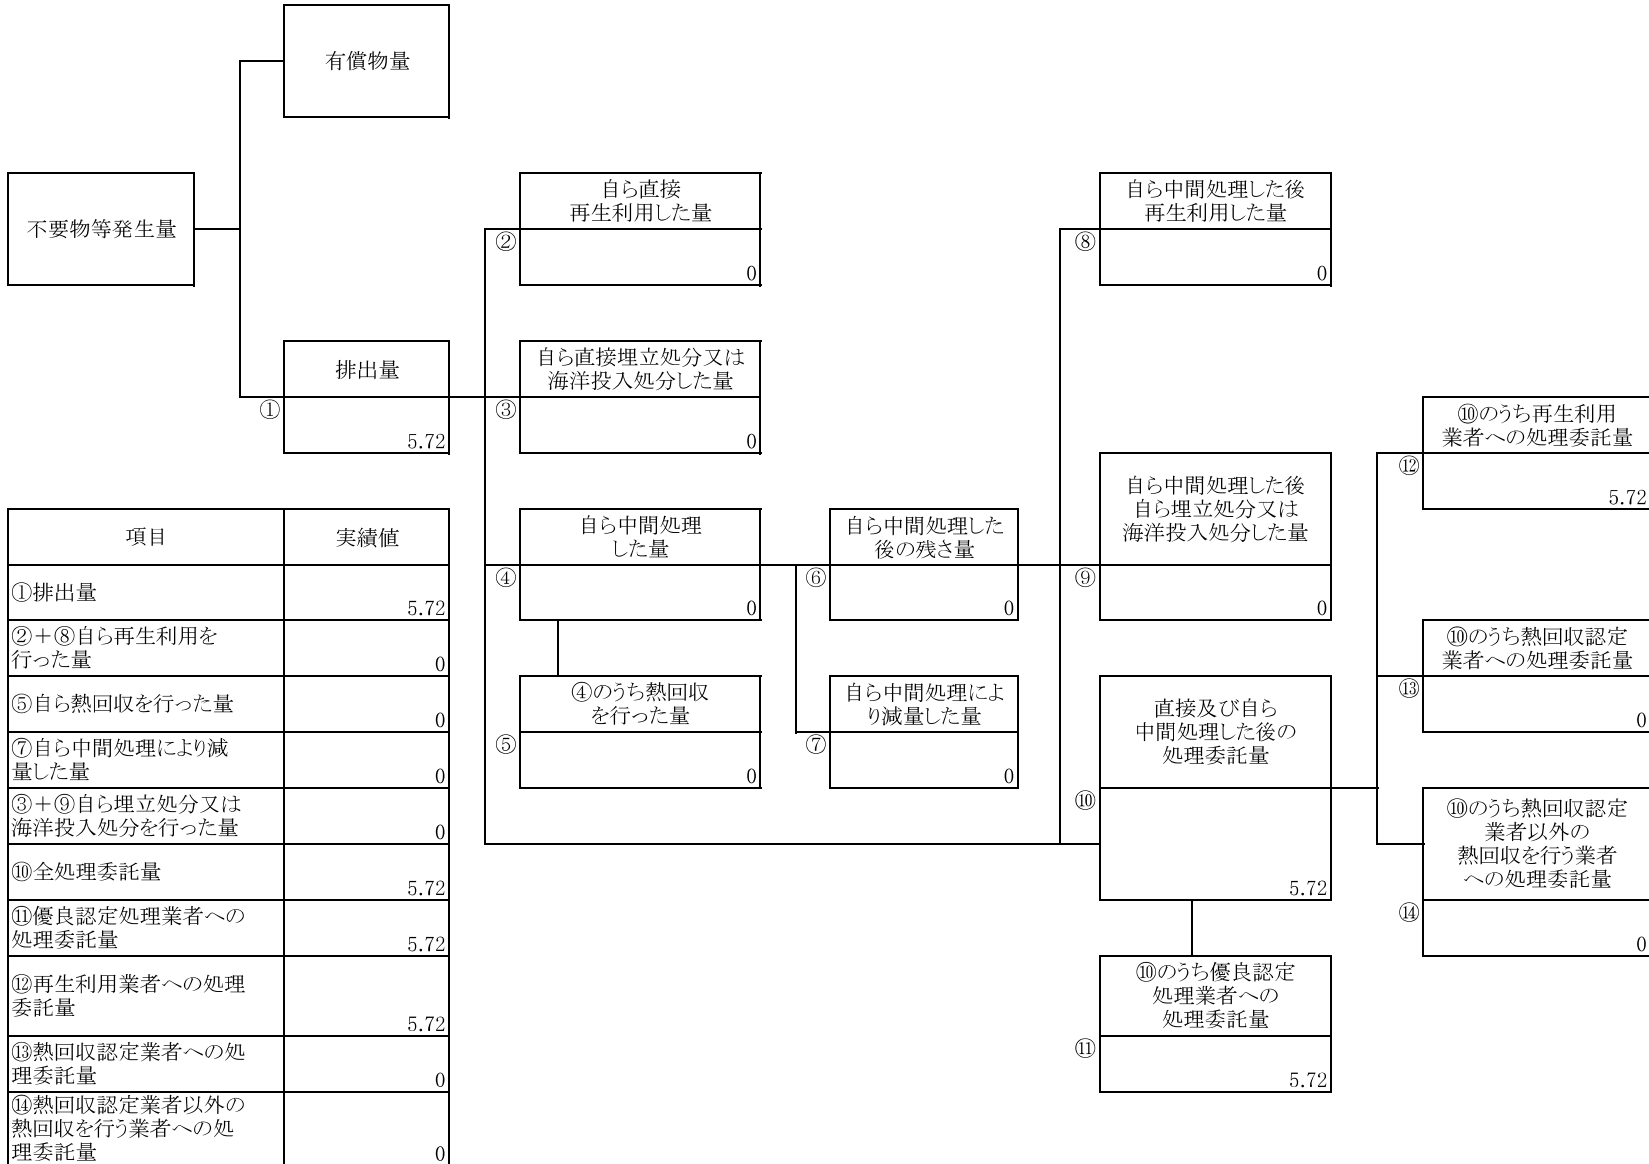 有償物量
不要物等発生量
自ら直接
再生利用した量
②
0
自ら中間処理した後
再生利用した量
⑧
0
排出量
①
5.72
自ら直接埋立処分又は
海洋投入処分した量
③
0
⑩のうち再生利用
業者への処理委託量
⑫
5.72
自ら中間処理
した量
④
0
自ら中間処理した
後の残さ量
⑥
0
自ら中間処理した後
自ら埋立処分又は
海洋投入処分した量
⑨
0
⑩のうち熱回収認定
業者への処理委託量
⑬
0
④のうち熱回収
を行った量
⑤
0
自ら中間処理によ
り減量した量
⑦
0
直接及び自ら
中間処理した後の
処理委託量
⑩
5.72
⑩のうち熱回収認定
業者以外の
熱回収を行う業者
への処理委託量
⑭
0
⑩のうち優良認定
処理業者への
処理委託量
⑪
5.72
項目 実績値
①排出量
5.72
②+⑧自ら再生利用を
行った量
0
⑤自ら熱回収を行った量
0
⑦自ら中間処理により減
量した量
0
③+⑨自ら埋立処分又は
海洋投入処分を行った量
0
⑩全処理委託量
5.72
⑪優良認定処理業者への
処理委託量
5.72
⑫再生利用業者への処理
委託量
5.72
⑬熱回収認定業者への処
理委託量
0
⑭熱回収認定業者以外の
熱回収を行う業者への処
理委託量
0